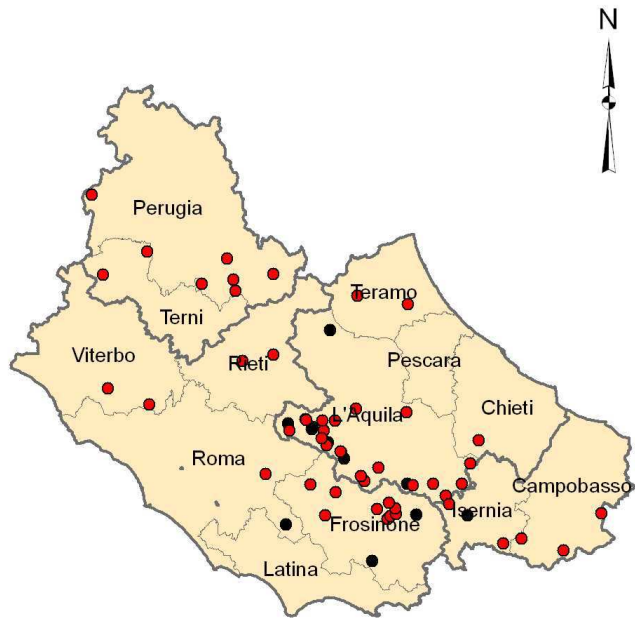 N
Perugia
Teramo
Terni
Viterbo
Rieti
Pescara
L'Aquila
Chieti
Roma
Campobasso
Isernia
Frosinone
Latina